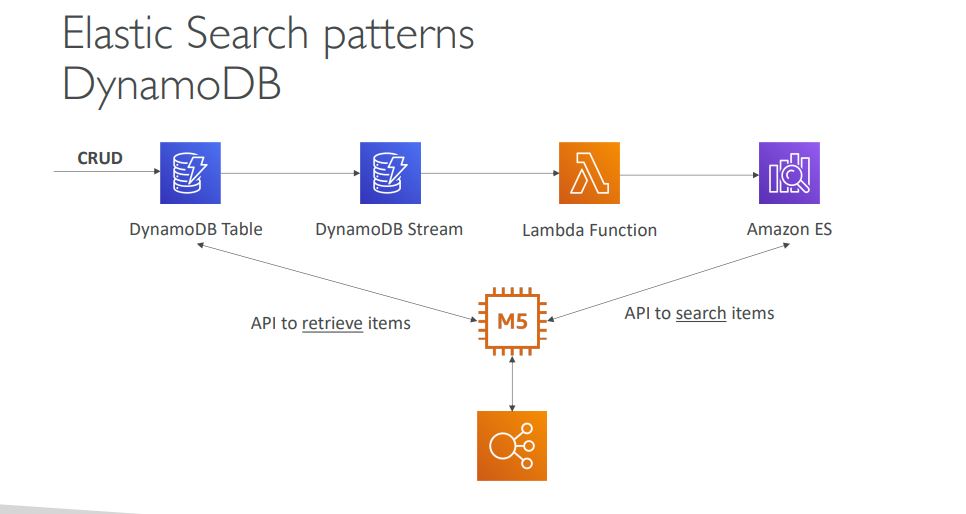 Elastic Search patterns
DynamoDB
CRUD
DynamoDB Table
DynamoDB Stream
Lambda Function
Amazon ES
API to retrieve items
M5
API to search items